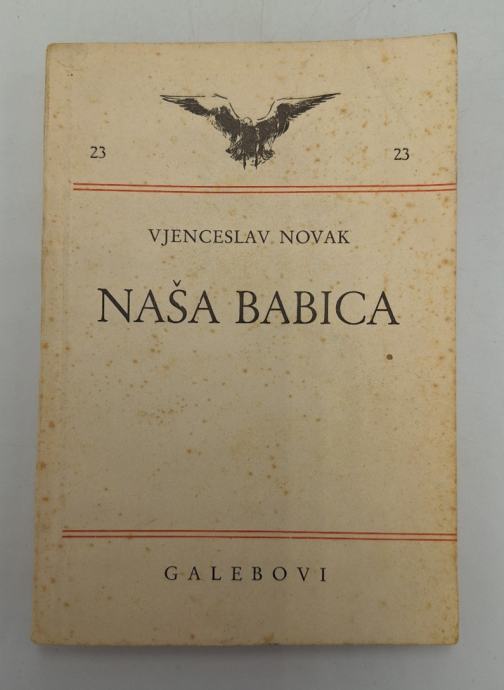 23 23
VJENCESLAV NOVAK
NAŠA BABICA
GALEBOVI